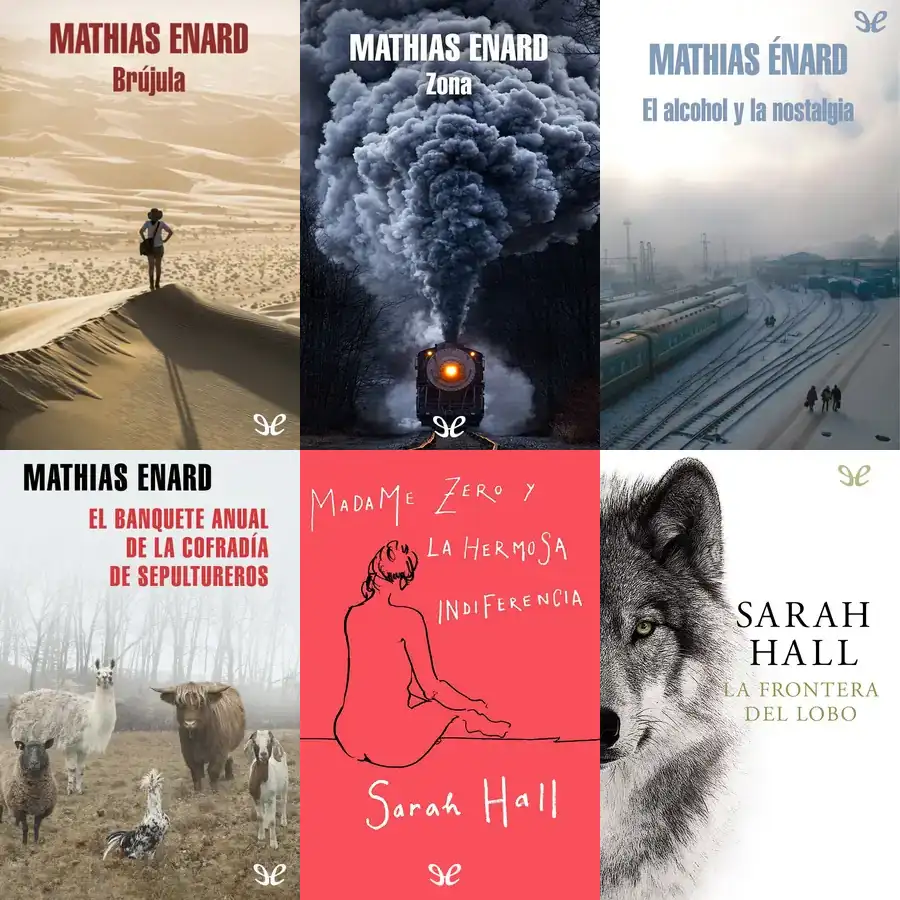 MATHIAS ENARD
Brújula
MATHIAS ENARD
Zona
MATHIAS ÉNARD
El alcohol y la nostalgia
MATHIAS ENARD
EL BANQUETE ANUAL
DE LA COFRADÍA
DE SEPULTUREROS
MADAME ZERO Y
LA HERMOSA
INDIFERENCIA
Sarah Hall
SARAH
HALL
LA FRONTERA
DEL LOBO